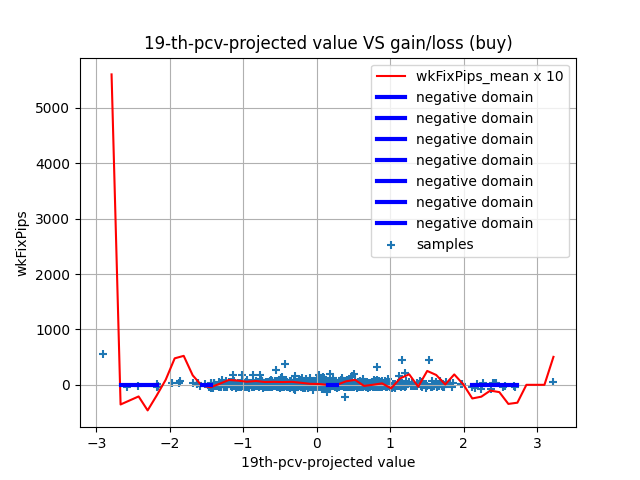 19-th-pcv-projected value VS gain/loss (buy)
wkFixPips_mean x 10
negative domain
negative domain
negative domain
negative domain
negative domain
negative domain
negative domain
samples
wkFixPips
5000
4000
3000
2000
1000
0
−3 −2 −1 0 1 2 3
19th-pcv-projected value